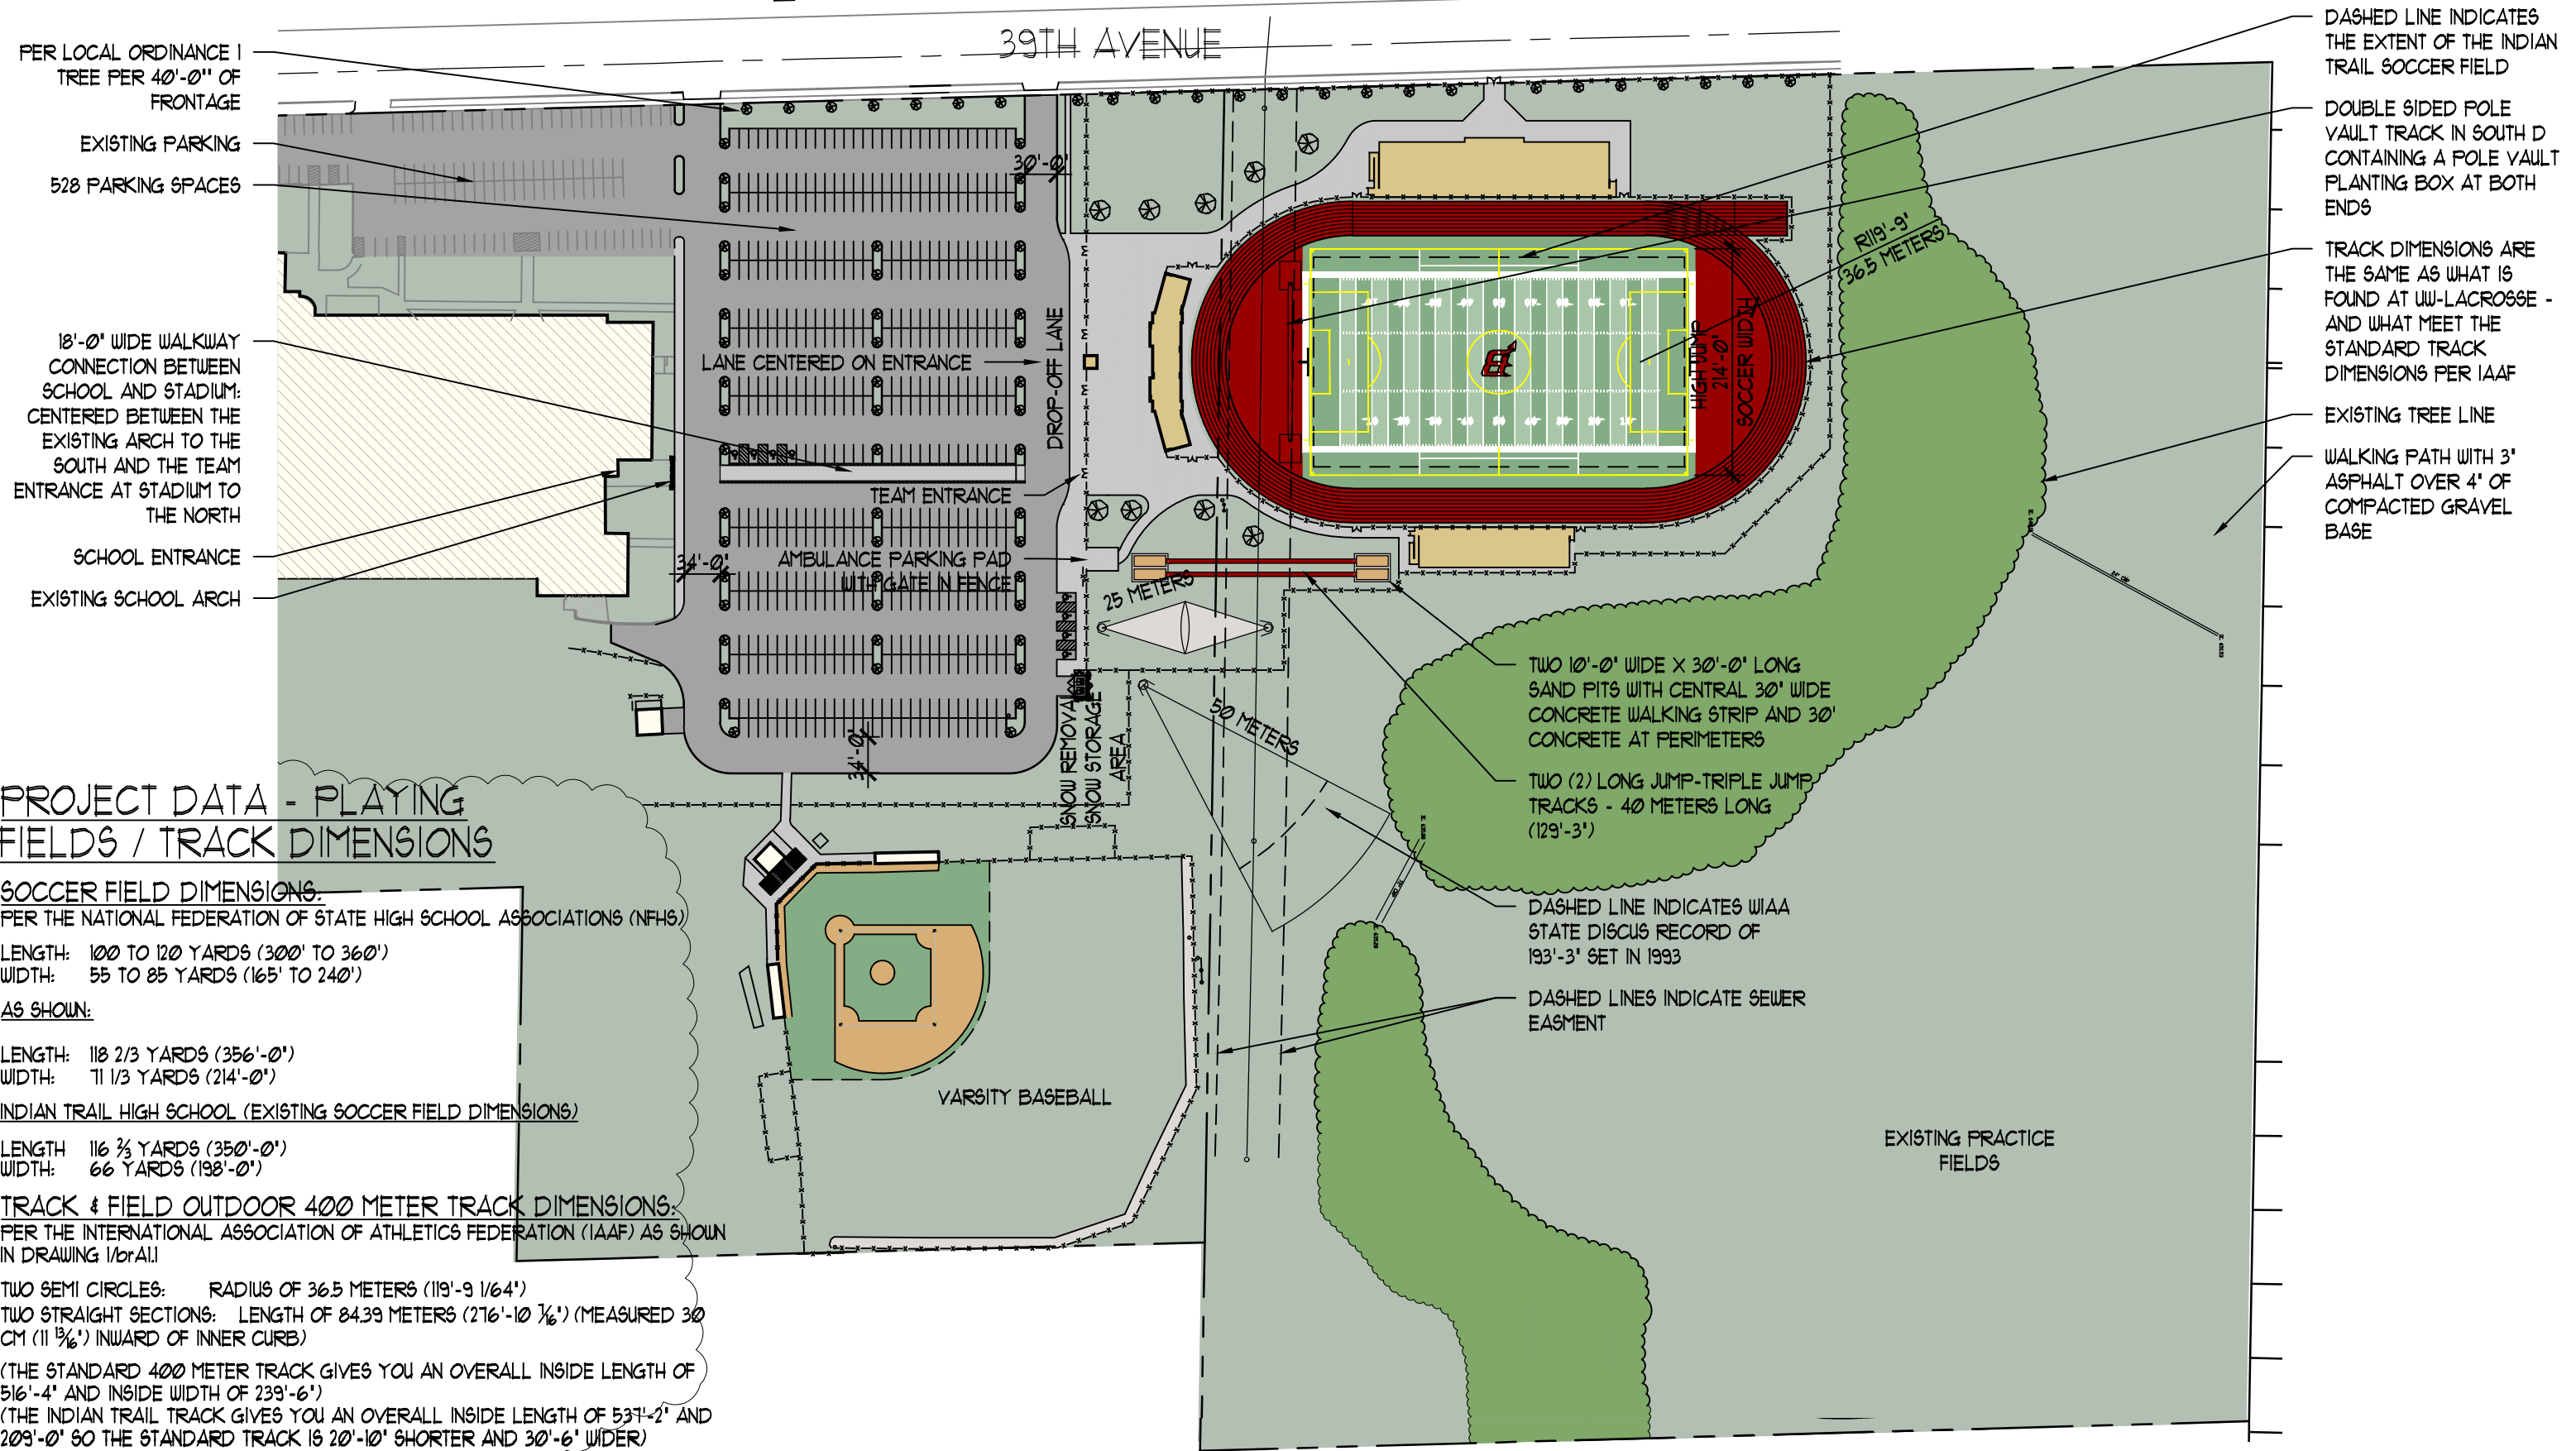 39TH AVENUE
PER LOCAL ORDINANCE 1
TREE PER 40'-0'' OF
FRONTAGE
EXISTING PARKING
528 PARKING SPACES
18'-0" WIDE WALKWAY
CONNECTION BETWEEN
SCHOOL AND STADIUM:
CENTERED BETWEEN THE
EXISTING ARCH TO THE
SOUTH AND THE TEAM
ENTRANCE AT STADIUM TO
THE NORTH
SCHOOL ENTRANCE
EXISTING SCHOOL ARCH
30'-0"
LANE CENTERED ON ENTRANCE
DROP-OFF LANE
TEAM ENTRANCE
AMBULANCE PARKING PAD
WITH GATE IN FENCE
34'-0"
34'-0"
SNOW REMOVAL
SNOW STORAGE
AREA
25 METERS
50 METERS
HIGH JUMP
214'-0"
SOCCER WIDTH
R119'-9"
36.5 METERS
B
DASHED LINE INDICATES
THE EXTENT OF THE INDIAN
TRAIL SOCCER FIELD
DOUBLE SIDED POLE
VAULT TRACK IN SOUTH D
CONTAINING A POLE VAULT
PLANTING BOX AT BOTH
ENDS
TRACK DIMENSIONS ARE
THE SAME AS WHAT IS
FOUND AT UW-LACROSSE -
AND WHAT MEET THE
STANDARD TRACK
DIMENSIONS PER IAAF
EXISTING TREE LINE
WALKING PATH WITH 3"
ASPHALT OVER 4" OF
COMPACTED GRAVEL
BASE
TWO 10'-0" WIDE X 30'-0" LONG
SAND PITS WITH CENTRAL 30" WIDE
CONCRETE WALKING STRIP AND 30'
CONCRETE AT PERIMETERS
TWO (2) LONG JUMP-TRIPLE JUMP
TRACKS - 40 METERS LONG
(129'-3")
DASHED LINE INDICATES WIAA
STATE DISCUS RECORD OF
193'-3" SET IN 1993
DASHED LINES INDICATE SEWER
EASMENT
VARSITY BASEBALL
EXISTING PRACTICE
FIELDS
PROJECT DATA - PLAYING
FIELDS / TRACK DIMENSIONS
SOCCER FIELD DIMENSIONS:
PER THE NATIONAL FEDERATION OF STATE HIGH SCHOOL ASSOCIATIONS (NFHS)
LENGTH: 100 TO 120 YARDS (300' TO 360')
WIDTH: 55 TO 85 YARDS (165' TO 240')
AS SHOWN:
LENGTH: 118 2/3 YARDS (356'-0")
WIDTH: 71 1/3 YARDS (214'-0")
INDIAN TRAIL HIGH SCHOOL (EXISTING SOCCER FIELD DIMENSIONS)
LENGTH 116 ⅔ YARDS (350'-0")
WIDTH: 66 YARDS (198'-0")
TRACK & FIELD OUTDOOR 400 METER TRACK DIMENSIONS:
PER THE INTERNATIONAL ASSOCIATION OF ATHLETICS FEDERATION (IAAF) AS SHOWN
IN DRAWING 1/brA1.1
TWO SEMI CIRCLES: RADIUS OF 36.5 METERS (119'-9 1/64")
TWO STRAIGHT SECTIONS: LENGTH OF 84.39 METERS (276'-10 7/16") (MEASURED 30
CM (11 13/16") INWARD OF INNER CURB)
(THE STANDARD 400 METER TRACK GIVES YOU AN OVERALL INSIDE LENGTH OF
516'-4" AND INSIDE WIDTH OF 239'-6")
(THE INDIAN TRAIL TRACK GIVES YOU AN OVERALL INSIDE LENGTH OF 537'-2" AND
209'-0" SO THE STANDARD TRACK IS 20'-10" SHORTER AND 30'-6" WIDER)